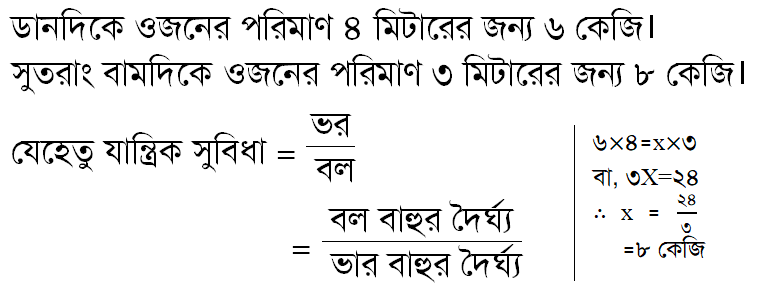 ডানদিকে ওজনের পরিমাণ ৪ মিটারের জন্য ৬ কেজি।
সুতরাং বামদিকে ওজনের পরিমাণ ৩ মিটারের জন্য ৮ কেজি।
যেহেতু যান্ত্রিক সুবিধা = ভর / বল
= বল বাহুর দৈর্ঘ্য / ভার বাহুর দৈর্ঘ্য
৬×৪=x×৩
বা, ৩X=২৪
∴ x = ২৪/৩
=৮ কেজি